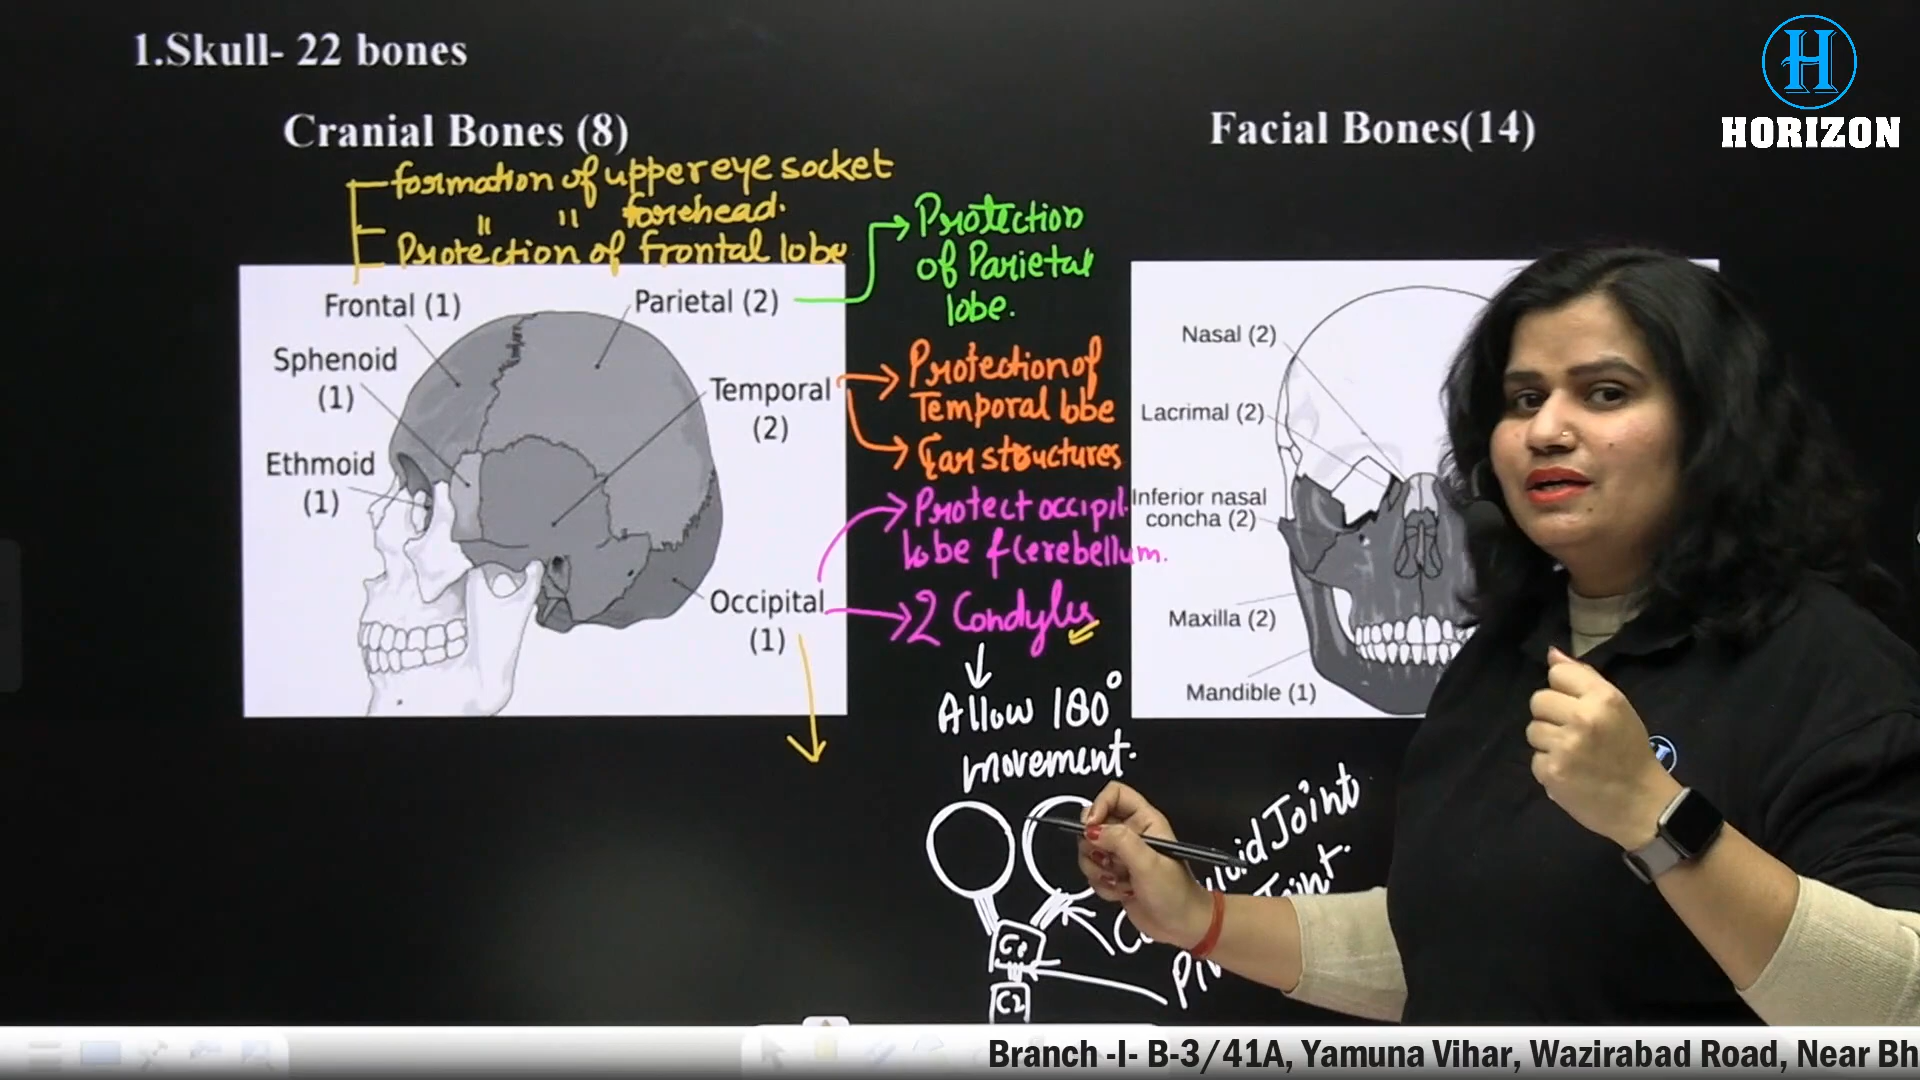 1.Skull- 22 bones
HORIZON
Cranial Bones (8)
Facial Bones(14)
formation of upper eye socket
" " forehead.
Protection of frontal lobe
Protection
of Parietal
lobe.
Frontal (1)
Parietal (2)
Sphenoid
(1)
Temporal
(2)
Ethmoid
(1)
Occipital
(1)
Protection of
Temporal lobe
Ear structures
Protect occipil
lobe & Cerebellum.
2 Condyles
Allow 180°
movement.
Nasal (2)
Lacrimal (2)
Inferior nasal
concha (2)
Maxilla (2)
Mandible (1)
Joint
C1
C2
Branch -I- B-3/41A, Yamuna Vihar, Wazirabad Road, Near Bh